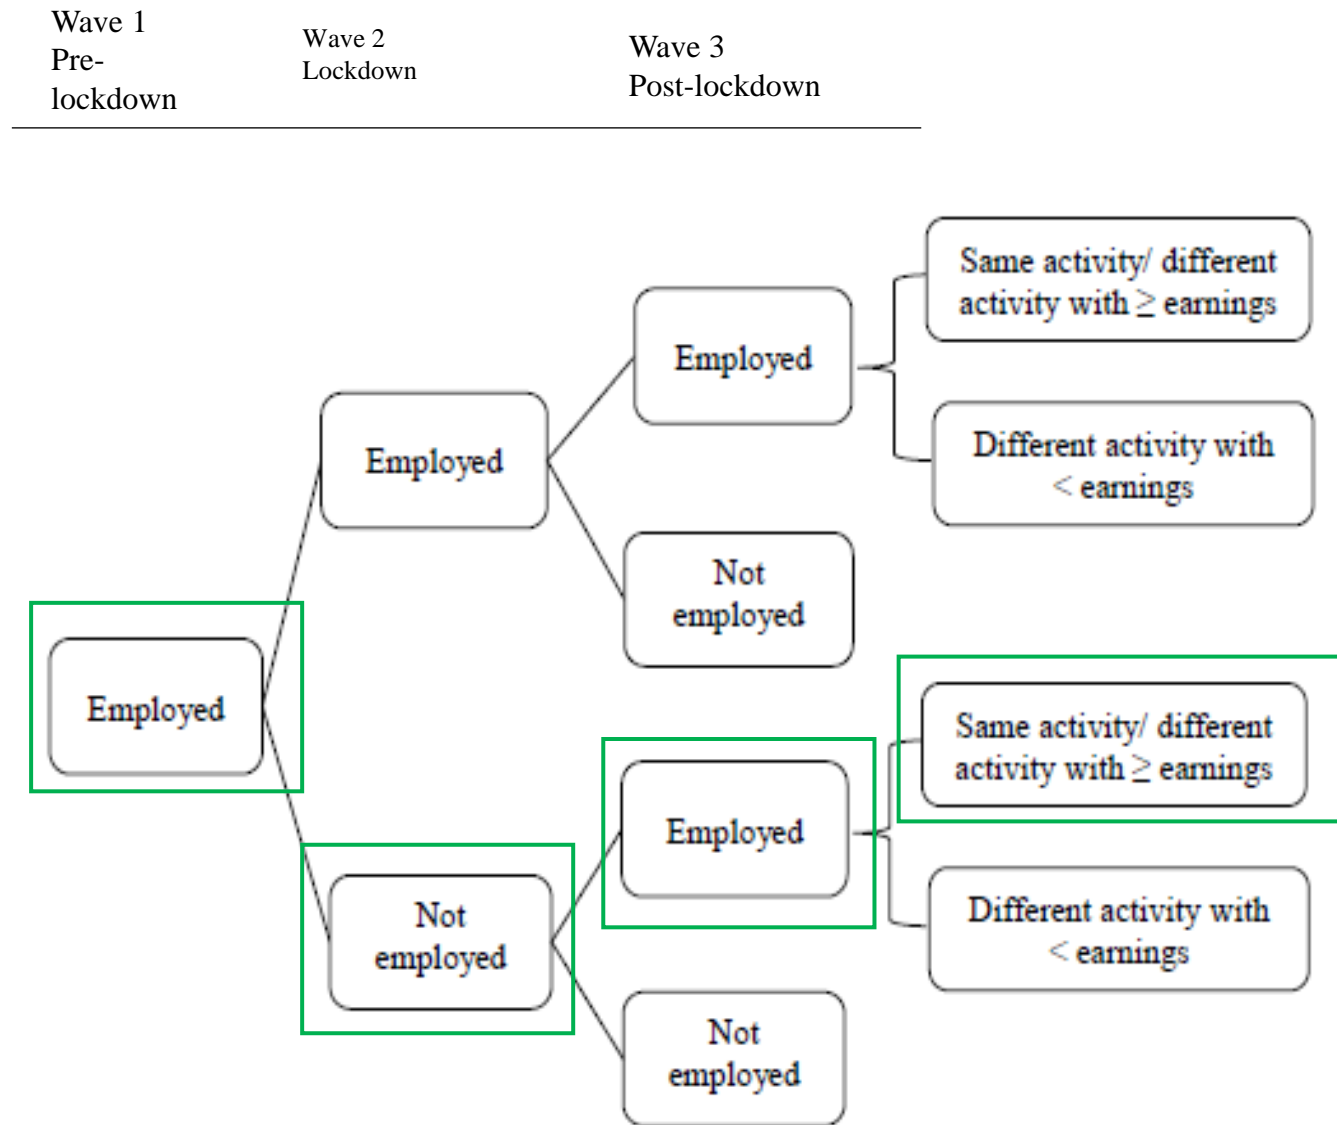 Wave 1
Pre-
lockdown
Wave 2
Lockdown
Wave 3
Post-lockdown
Same activity/ different
activity with ≥ earnings
Employed
Different activity with
< earnings
Employed
Not
employed
Employed
Same activity/ different
activity with ≥ earnings
Employed
Different activity with
< earnings
Not
employed
Not
employed